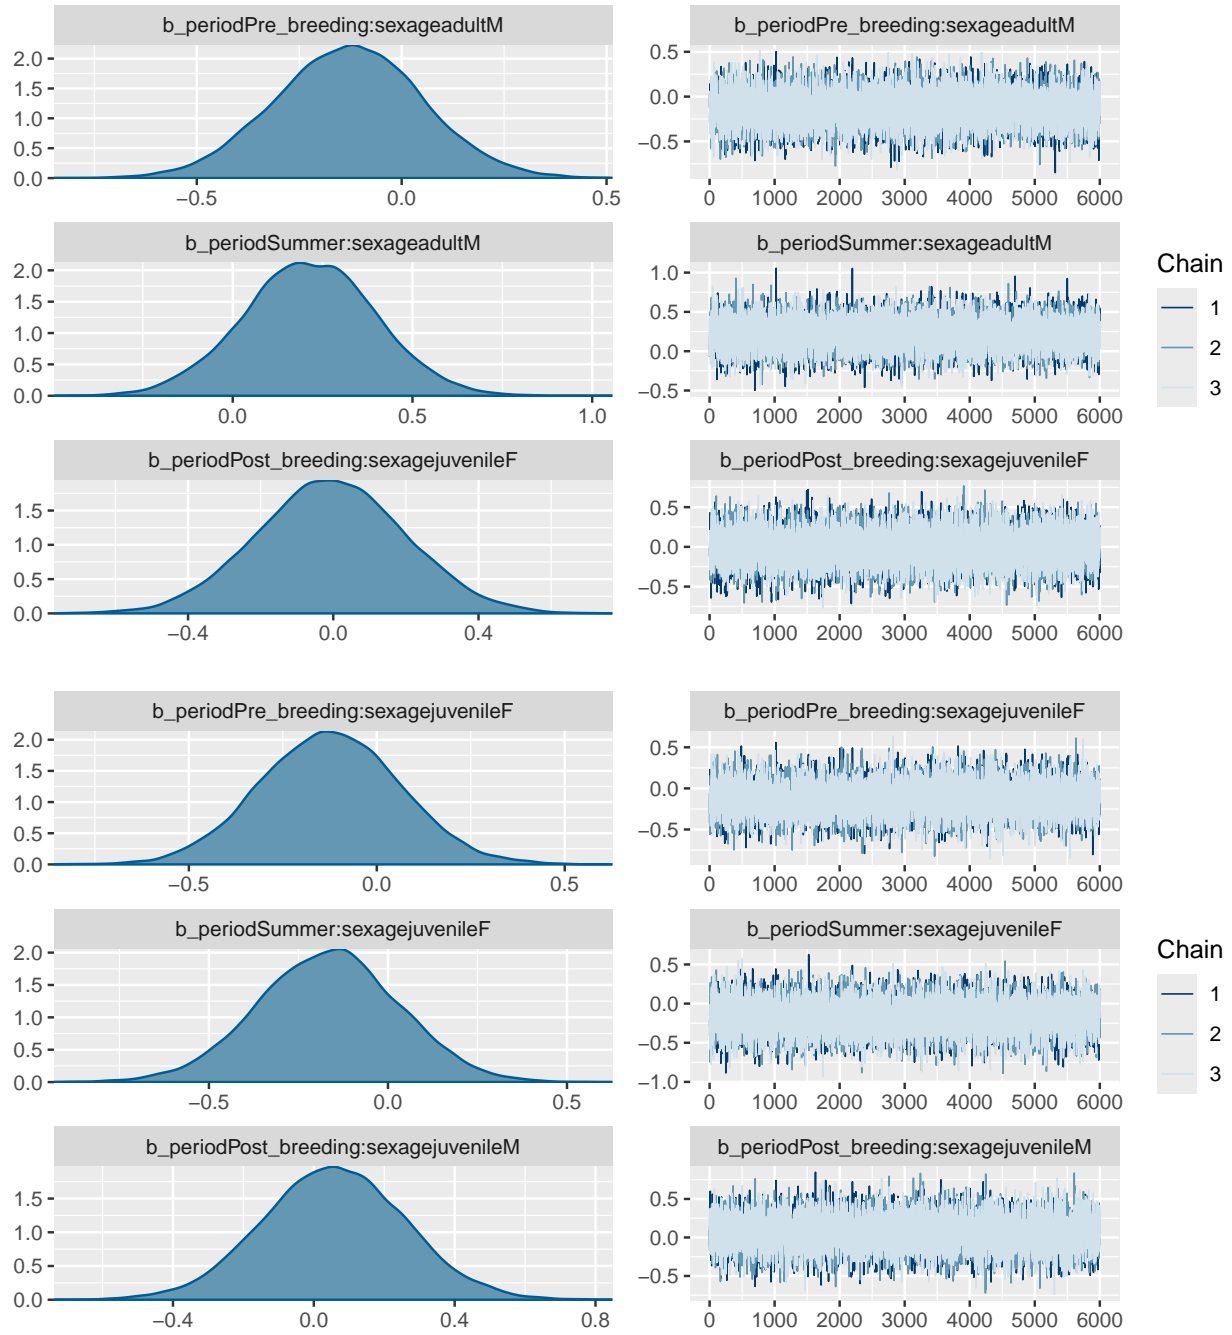 b_periodPre_breeding:sexageadultM
2.0
1.5
1.0
0.5
0.0
−0.5 0.0 0.5
b_periodPre_breeding:sexageadultM
0.5
0.0
−0.5
0 1000 2000 3000 4000 5000 6000
b_periodSummer:sexageadultM
2.0
1.5
1.0
0.5
0.0
0.0 0.5 1.0
b_periodSummer:sexageadultM
1.0
0.5
0.0
−0.5
0 1000 2000 3000 4000 5000 6000
b_periodPost_breeding:sexagejuvenileF
1.5
1.0
0.5
0.0
−0.4 0.0 0.4
b_periodPost_breeding:sexagejuvenileF
0.5
0.0
−0.5
0 1000 2000 3000 4000 5000 6000
Chain
1
2
3
b_periodPre_breeding:sexagejuvenileF
2.0
1.5
1.0
0.5
0.0
−0.5 0.0 0.5
b_periodPre_breeding:sexagejuvenileF
0.5
0.0
−0.5
0 1000 2000 3000 4000 5000 6000
b_periodSummer:sexagejuvenileF
2.0
1.5
1.0
0.5
0.0
−0.5 0.0 0.5
b_periodSummer:sexagejuvenileF
0.5
0.0
−0.5
−1.0
0 1000 2000 3000 4000 5000 6000
b_periodPost_breeding:sexagejuvenileM
1.5
1.0
0.5
0.0
−0.4 0.0 0.4 0.8
b_periodPost_breeding:sexagejuvenileM
0.5
0.0
−0.5
0 1000 2000 3000 4000 5000 6000
Chain
1
2
3